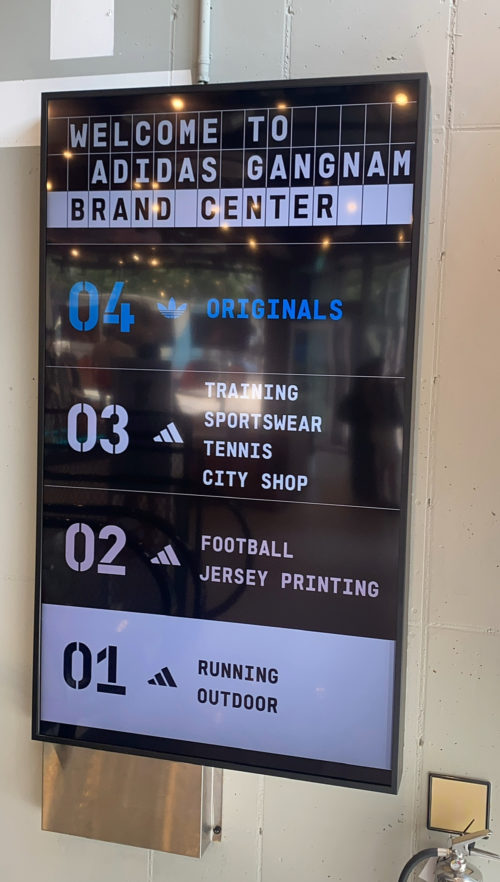 WELCOME TO
ADIDAS GANGNAM
BRAND CENTER
04 ORIGINALS
03
TRAINING
SPORTSWEAR
TENNIS
CITY SHOP
02
FOOTBALL
JERSEY PRINTING
01
RUNNING
OUTDOOR